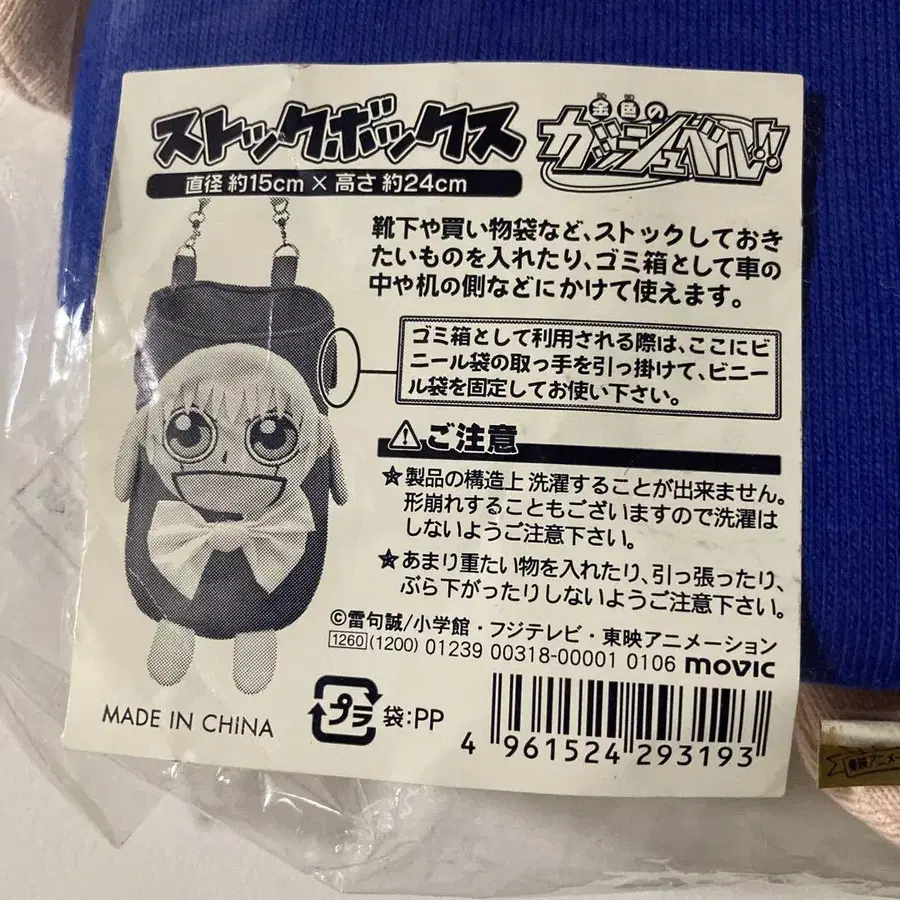 ストックボックス
直径 約15cm × 高さ 約24cm
金色の
ガッシュベル!!
靴下や買い物袋など、ストックしておき
たいものを入れたり、ゴミ箱として車の
中や机の側などにかけて使えます。
ゴミ箱として利用される際は、ここにビ
ニール袋の取っ手を引っ掛けて、ビニー
ル袋を固定してお使い下さい。
⚠ご注意
★製品の構造上 洗濯することが出来ません。
形崩れすることもございますので洗濯は
しないようご注意下さい。
★あまり重たい物を入れたり、引っ張ったり、
ぶら下がったりしないようご注意下さい。
©雷句誠/小学館・フジテレビ・東映アニメーション
1260 (1200) 01239 00318-00001 0106 movic
MADE IN CHINA
プラ 袋:PP
4 961524 293193
東映アニメー